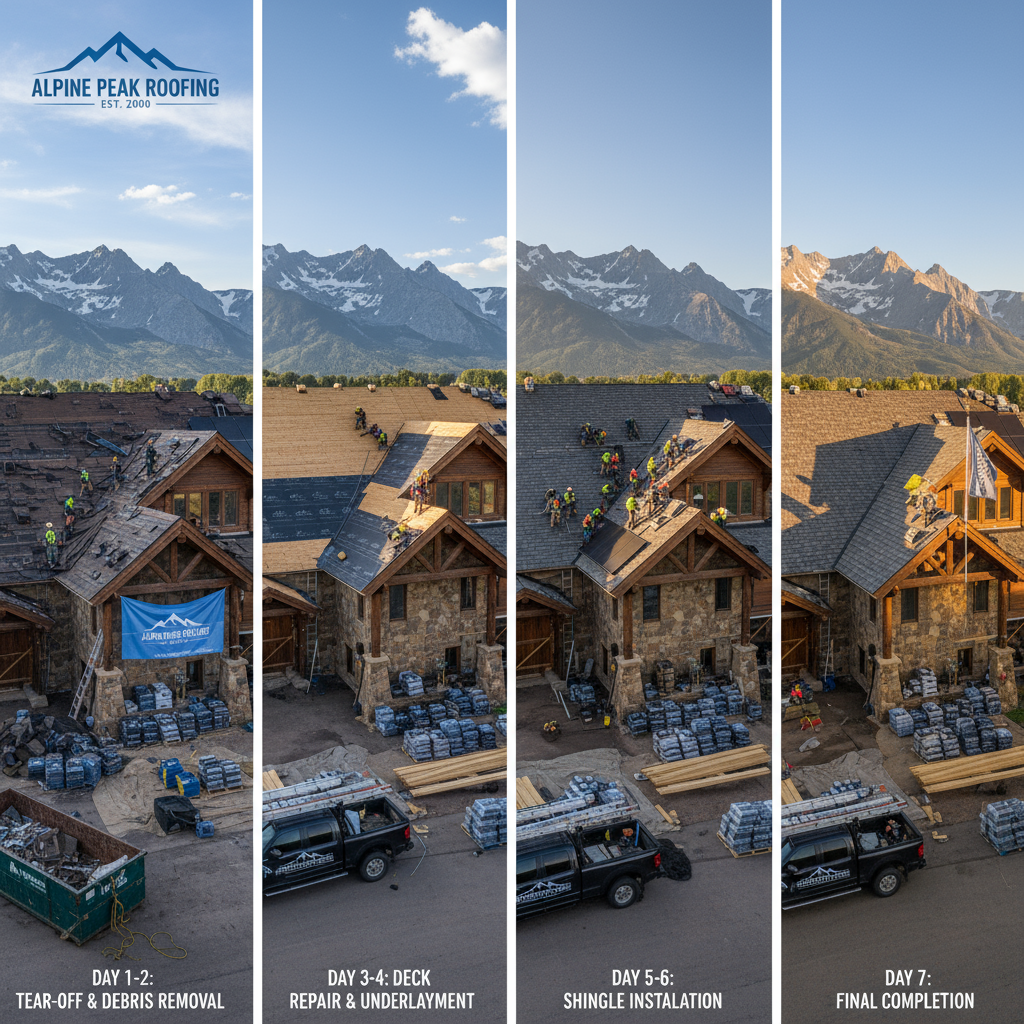 ALPINE PEAK ROOFING
EST. 2000
DAY 1-2:
TEAR-OFF & DEBRIS REMOVAL
DAY 3-4: DECK
REPAIR & UNDERLAYMENT
DAY 5-6:
SHINGLE INSTALATION
DAY 7:
FINAL COMPLETION